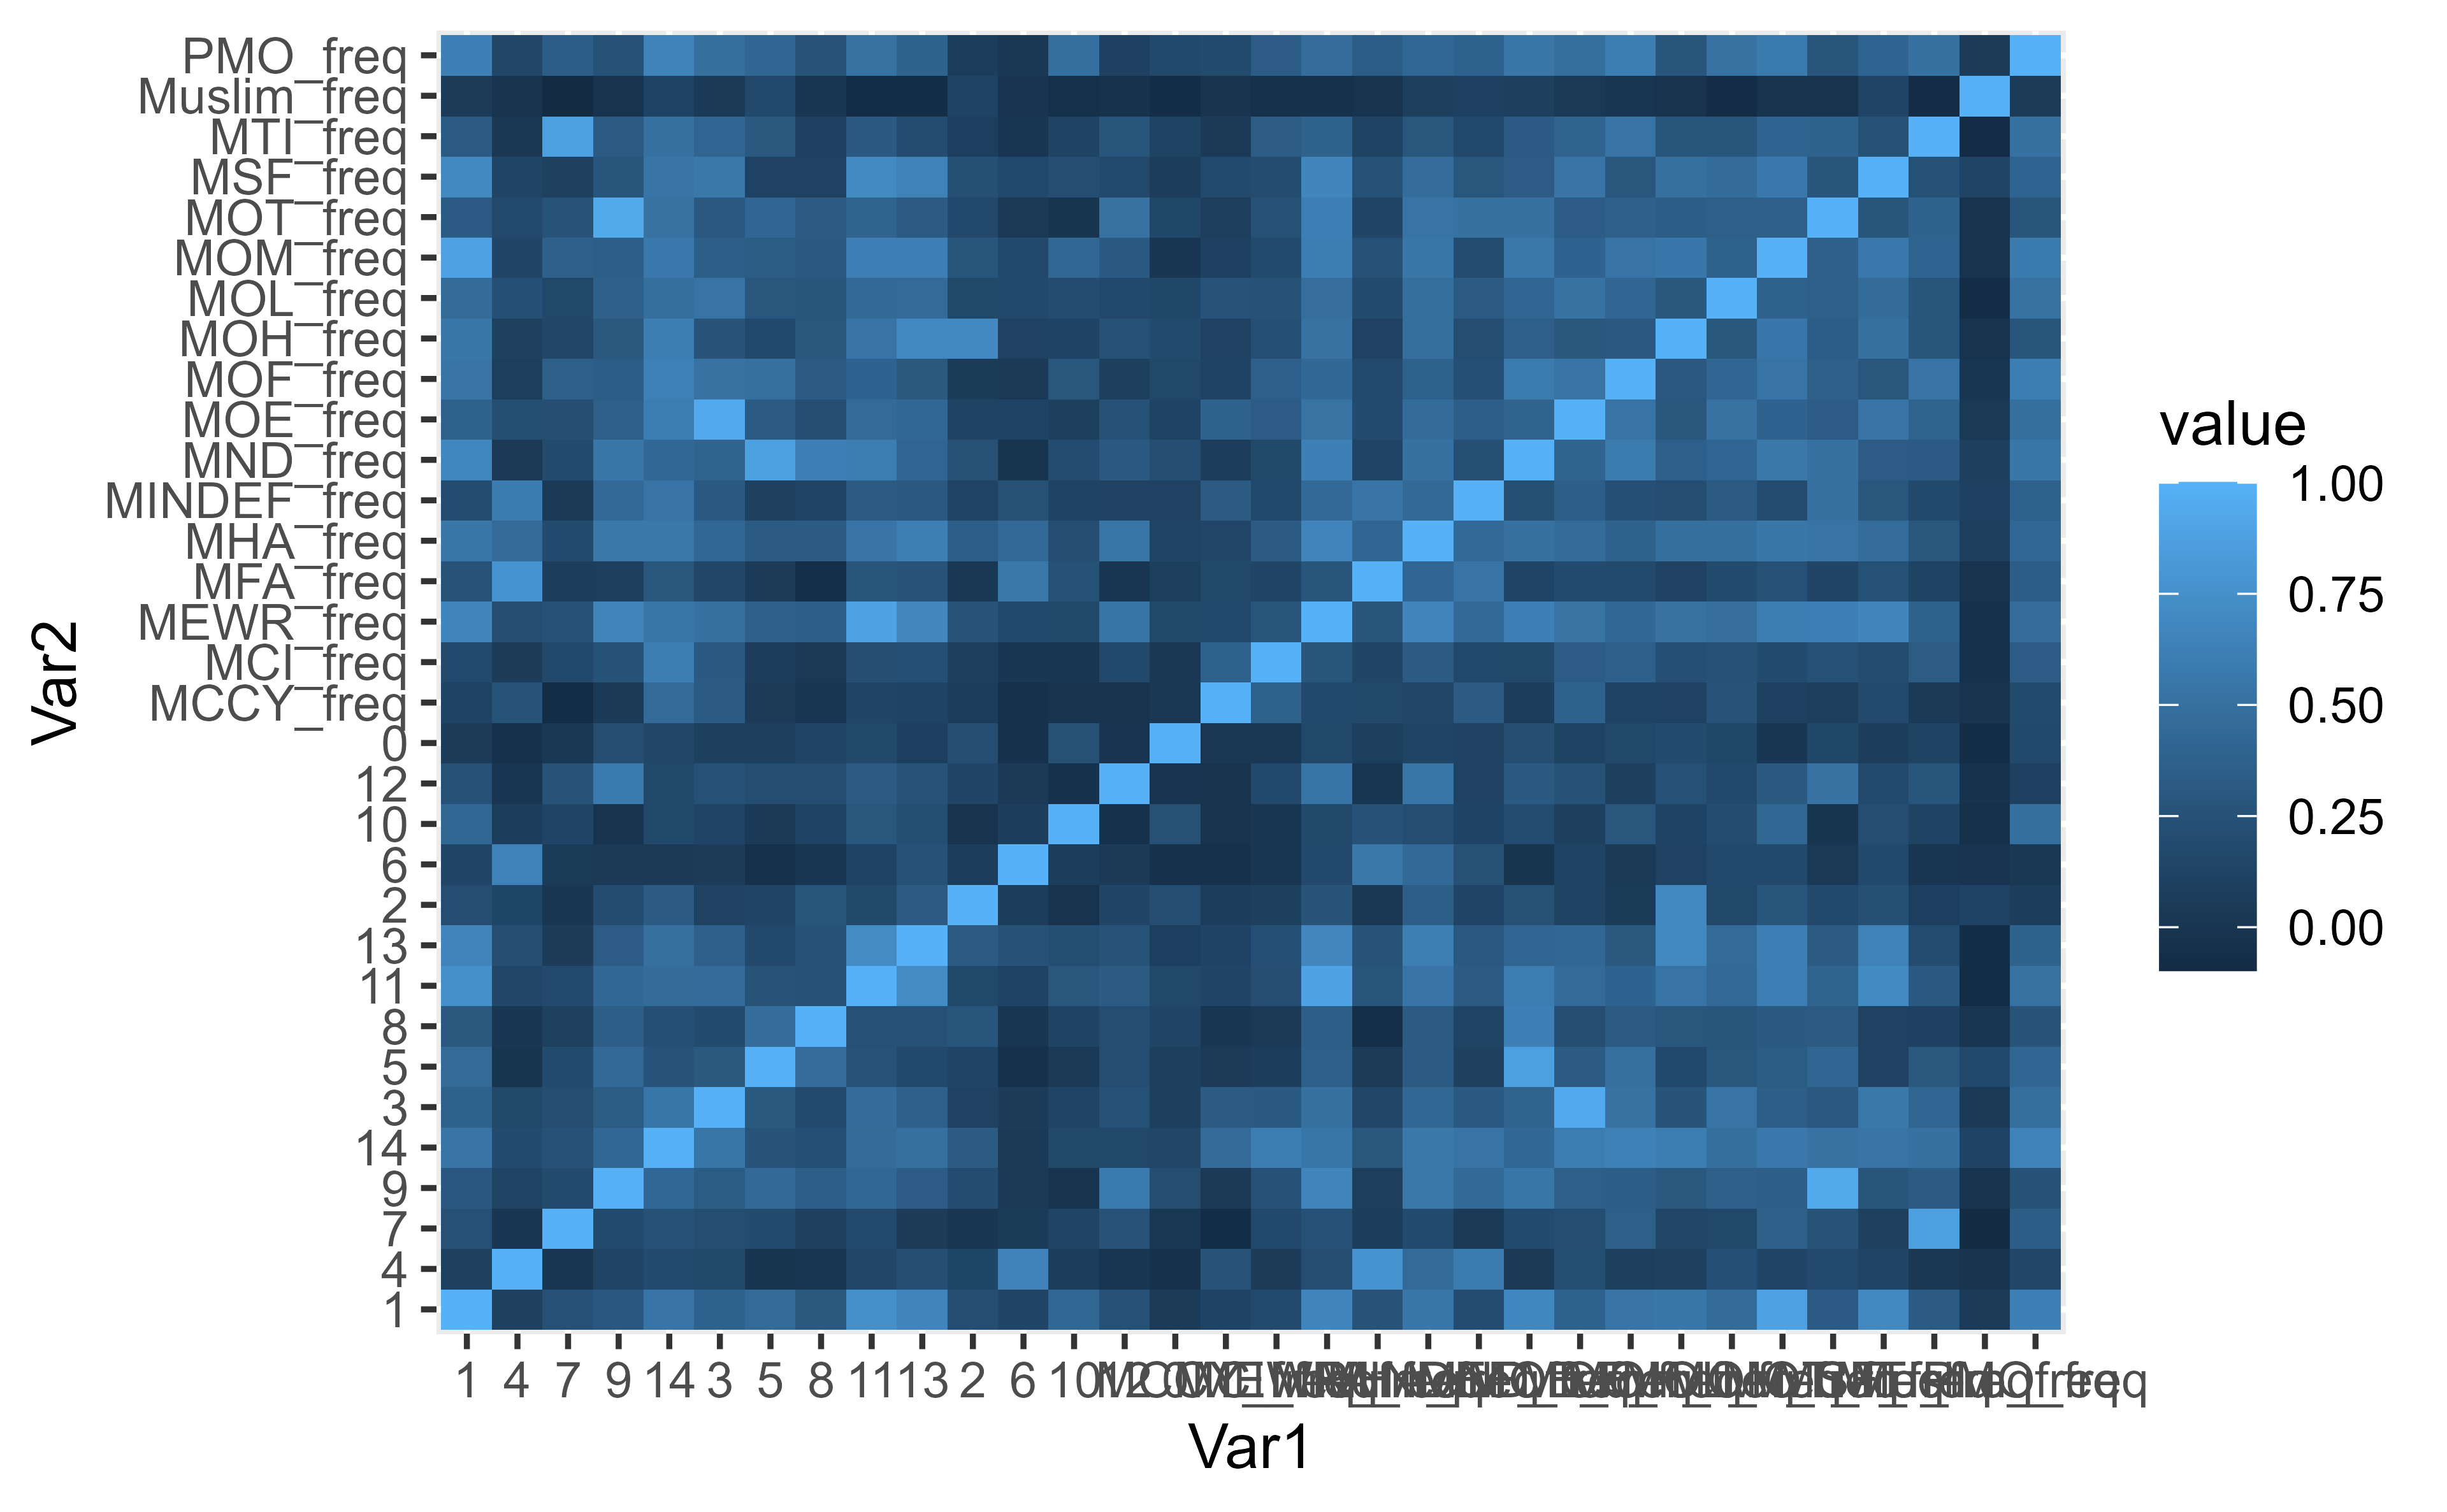 PMO_freq
Muslim_freq
MTI_freq
MSF_freq
MOT_freq
MOM_freq
MOL_freq
MOH_freq
MOF_freq
MOE_freq
MND_freq
MINDEF_freq
MHA_freq
MFA_freq
MEWR_freq
MCI_freq
MCCY_freq
0
12
10
6
2
13
11
8
5
3
14
9
7
4
1
Var2
1 4 7 9 14 3 5 8 11 13 2 6 10
Var1
value
1.00
0.75
0.50
0.25
0.00